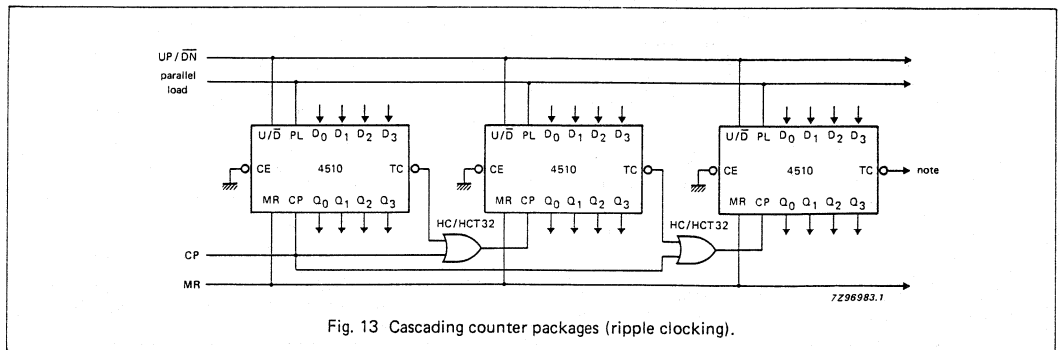 UP/D̅N̅
parallel
load
U/D̅ PL D0 D1 D2 D3
U/D̅ PL D0 D1 D2 D3
U/D̅ PL D0 D1 D2 D3
CE 4510 TC
CE 4510 TC
CE 4510 TC
note
MR CP Q0 Q1 Q2 Q3
MR CP Q0 Q1 Q2 Q3
MR CP Q0 Q1 Q2 Q3
HC/HCT32
HC/HCT32
CP
MR
7Z96983.1
Fig. 13 Cascading counter packages (ripple clocking).